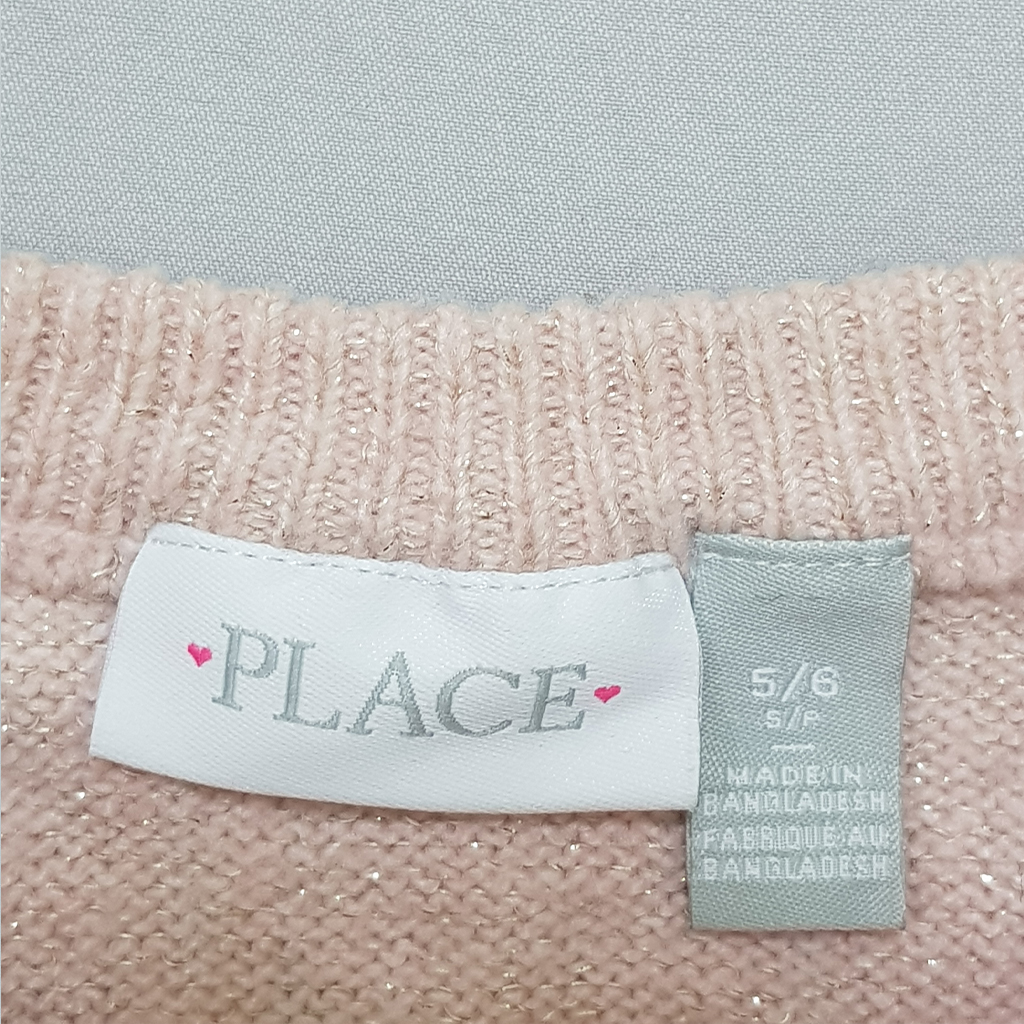 PLACE
5/6
S/P
MADE IN
BANGLADESH
FABRIQUE AU
BANGLADESH